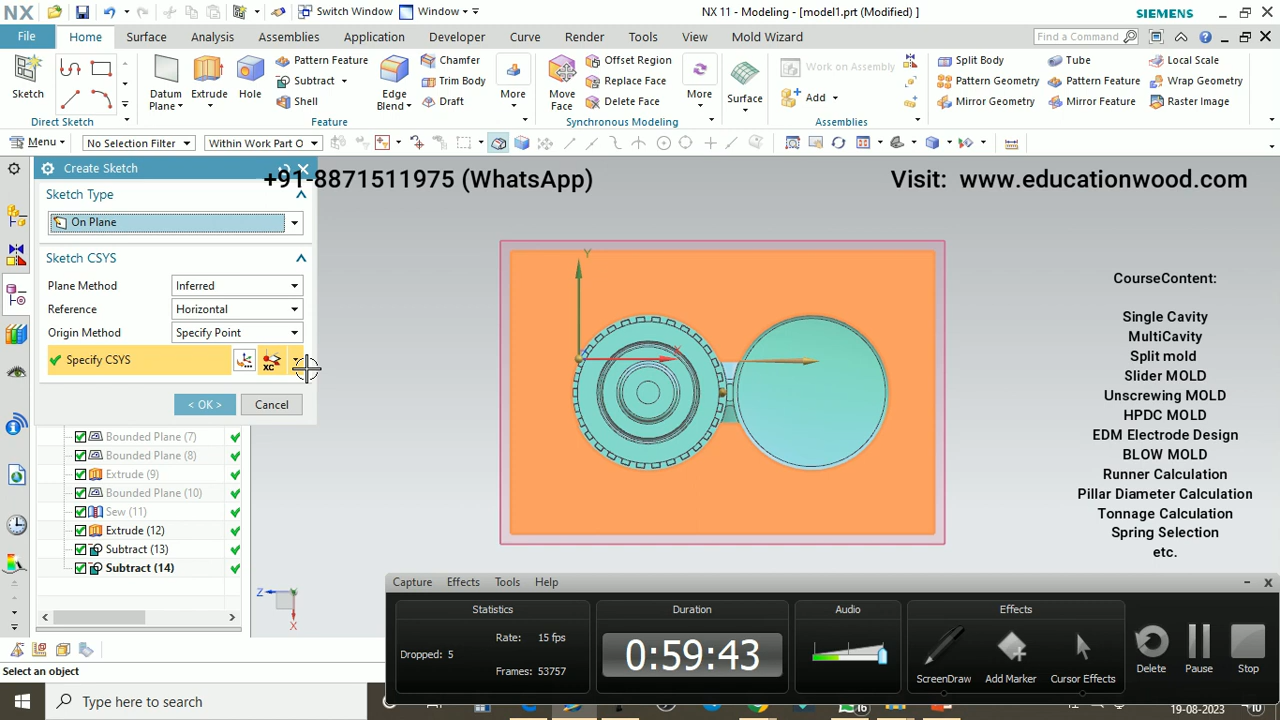 NX
Switch Window
Window
NX 11 - Modeling - [model1.prt (Modified) ]
SIEMENS
File
Home
Surface
Analysis
Assemblies
Application
Developer
Curve
Render
Tools
View
Mold Wizard
Find a Command
Sketch
Direct Sketch
Datum
Plane
Extrude
Hole
Pattern Feature
Subtract
Shell
Edge
Blend
Chamfer
Trim Body
Draft
More
Feature
Move
Face
Offset Region
Replace Face
Delete Face
More
Synchronous Modeling
Surface
Work on Assembly
Add
Assemblies
Split Body
Pattern Geometry
Mirror Geometry
Tube
Pattern Feature
Mirror Feature
Local Scale
Wrap Geometry
Raster Image
Menu
No Selection Filter
Within Work Part O
Create Sketch
+91-8871511975 (WhatsApp)
Visit: www.educationwood.com
Sketch Type
On Plane
Sketch CSYS
Plane Method
Inferred
Reference
Horizontal
Origin Method
Specify Point
Specify CSYS
XC
< OK >
Cancel
Y
X
CourseContent:
Single Cavity
MultiCavity
Split mold
Slider MOLD
Unscrewing MOLD
HPDC MOLD
EDM Electrode Design
BLOW MOLD
Runner Calculation
Pillar Diameter Calculation
Tonnage Calculation
Spring Selection
etc.
Bounded Plane (7)
Bounded Plane (8)
Extrude (9)
Bounded Plane (10)
Sew (11)
Extrude (12)
Subtract (13)
Subtract (14)
Z
X
Capture
Effects
Tools
Help
Statistics
Duration
Audio
Effects
Rate: 15 fps
Dropped: 5
Frames: 53757
0:59:43
ScreenDraw
Add Marker
Cursor Effects
Delete
Pause
Stop
Select an object
Type here to search
16
19-08-2023
10